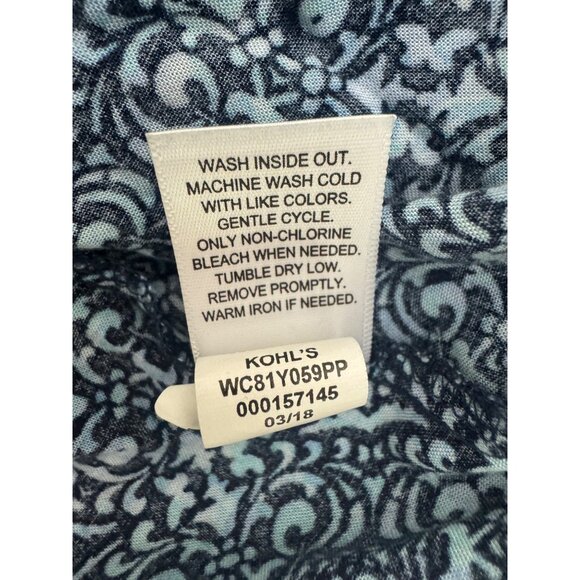 WASH INSIDE OUT.
MACHINE WASH COLD
WITH LIKE COLORS.
GENTLE CYCLE.
ONLY NON-CHLORINE
BLEACH WHEN NEEDED.
TUMBLE DRY LOW.
REMOVE PROMPTLY.
WARM IRON IF NEEDED.
KOHL'S
WC81Y059PP
000157145
03/18